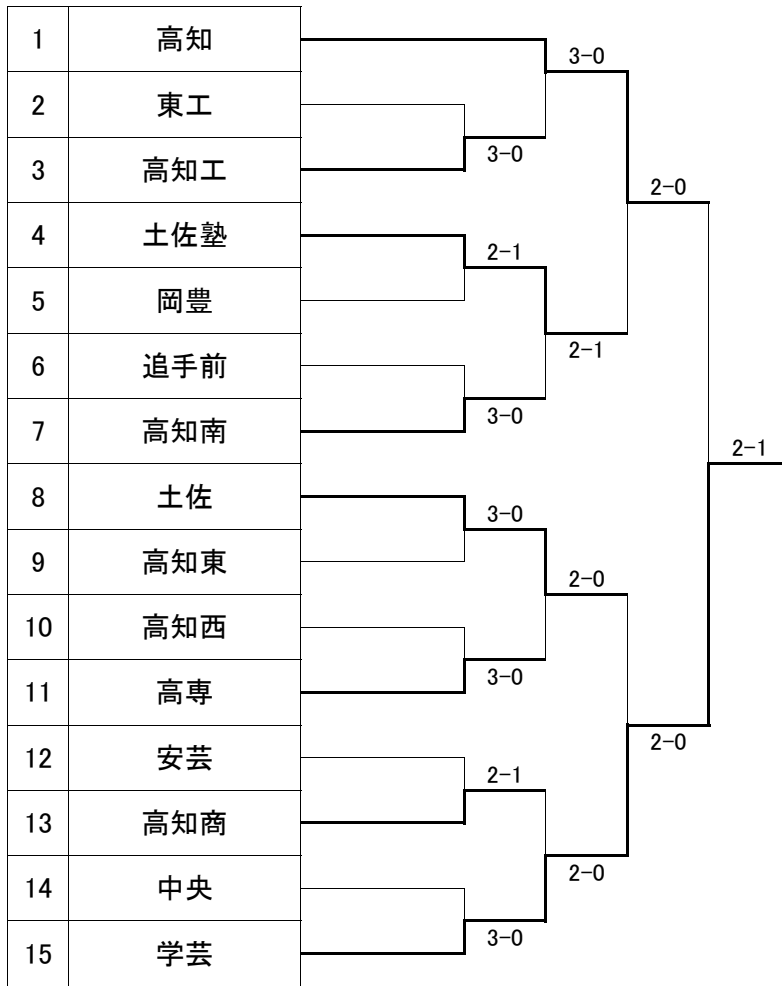 1 高知
3-0
2 東工
3-0
3 高知工
2-0
4 土佐塾
2-1
5 岡豊
2-1
6 追手前
3-0
7 高知南
2-1
8 土佐
3-0
9 高知東
2-0
10 高知西
3-0
11 高専
2-0
12 安芸
2-1
13 高知商
2-0
14 中央
3-0
15 学芸